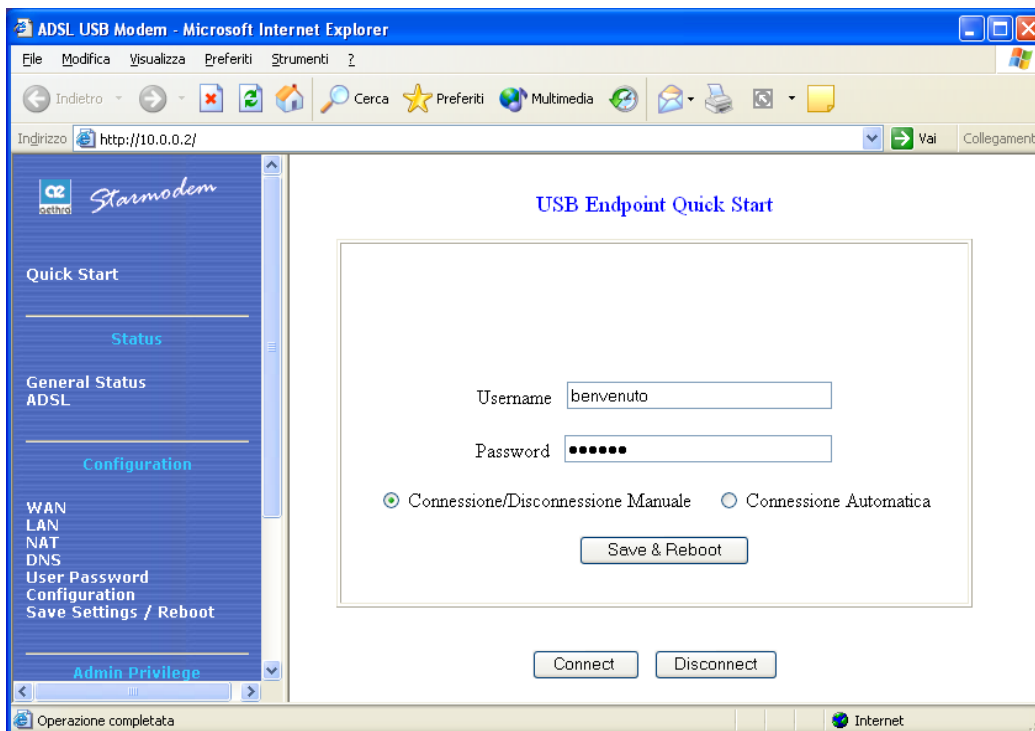 ADSL USB Modem - Microsoft Internet Explorer
File Modifica Visualizza Preferiti Strumenti ?
Indietro Cerca Preferiti Multimedia
Indirizzo http://10.0.0.2/ Vai Collegament
aethra Starmodem
Quick Start
Status
General Status
ADSL
Configuration
WAN
LAN
NAT
DNS
User Password
Configuration
Save Settings / Reboot
Admin Privilege
USB Endpoint Quick Start
Username benvenuto
Password ••••••
Connessione/Disconnessione Manuale Connessione Automatica
Save & Reboot
Connect Disconnect
Operazione completata Internet